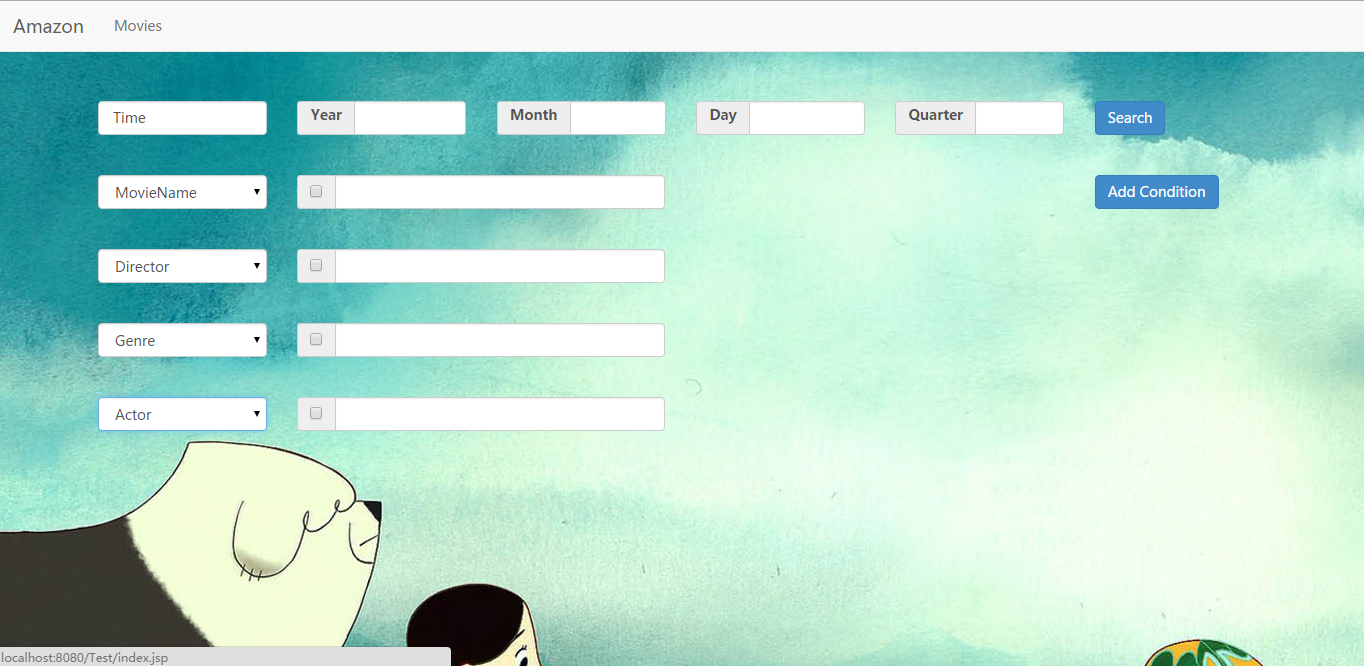 Amazon Movies
Time Year Month Day Quarter Search
MovieName Add Condition
Director
Genre
Actor
localhost:8080/Test/index.jsp